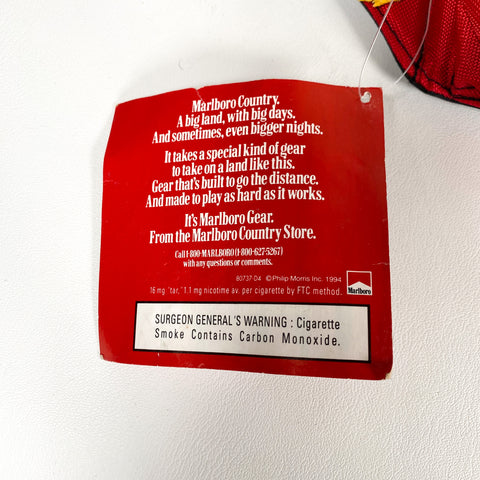 Marlboro Country.
A big land, with big days.
And sometimes, even bigger nights.
It takes a special kind of gear
to take on a land like this.
Gear that's built to go the distance.
And made to play as hard as it works.
It's Marlboro Gear.
From the Marlboro Country Store.
Call 1-800-MARLBORO (1-800-627-5267)
with any questions or comments.
80737-04 ©Philip Morris Inc. 1994
16 mg "tar," 1.1 mg nicotine av. per cigarette by FTC method.
Marlboro
SURGEON GENERAL'S WARNING : Cigarette
Smoke Contains Carbon Monoxide.